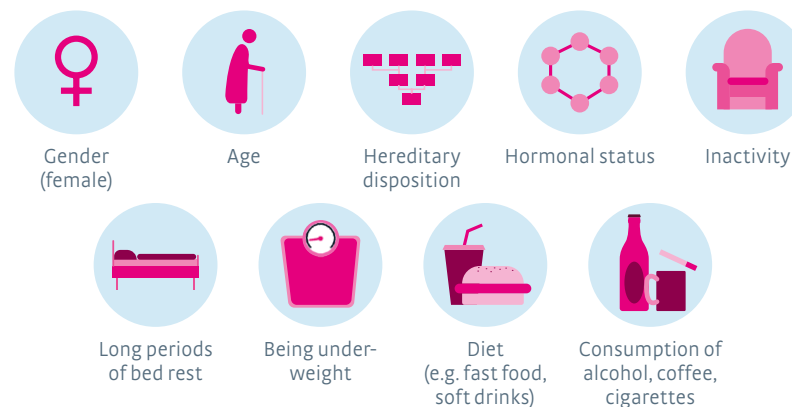 Gender
(female)
Age
Hereditary
disposition
Hormonal status
Inactivity
Long periods
of bed rest
Being under-
weight
Diet
(e.g. fast food,
soft drinks)
Consumption of
alcohol, coffee,
cigarettes